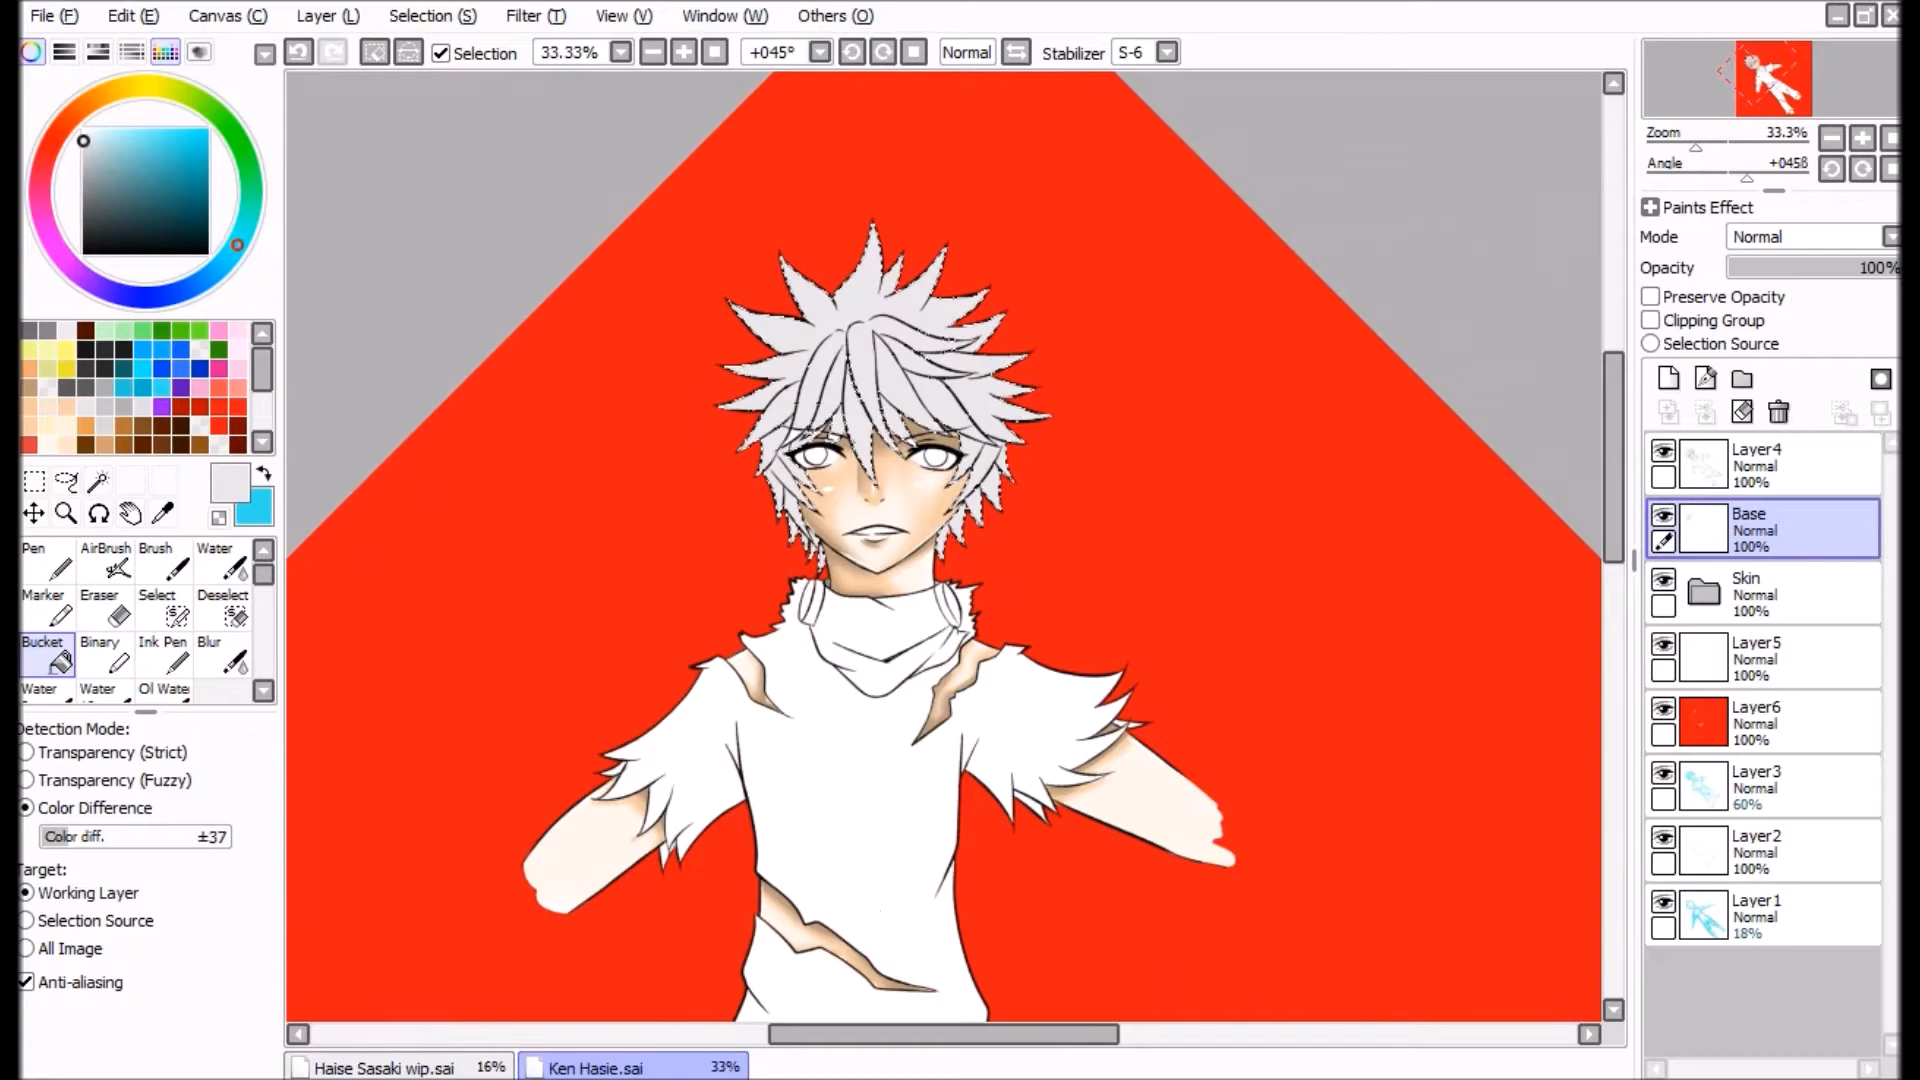 File (F) Edit (E) Canvas (C) Layer (L) Selection (S) Filter (T) View (V) Window (W) Others (O)
Selection 33.33% +045° Normal Stabilizer S-6
Zoom 33.3%
Angle +045ß
Paints Effect
Mode Normal
Opacity 100%
Preserve Opacity
Clipping Group
Selection Source
Layer4
Normal
100%
Base
Normal
100%
Skin
Normal
100%
Layer5
Normal
100%
Layer6
Normal
100%
Layer3
Normal
60%
Layer2
Normal
100%
Layer1
Normal
18%
Pen AirBrush Brush Water
Marker Eraser Select Deselect
Bucket Binary Ink Pen Blur
Water Water Ol Wate
Detection Mode:
Transparency (Strict)
Transparency (Fuzzy)
Color Difference
Color diff. ±37
Target:
Working Layer
Selection Source
All Image
Anti-aliasing
Haise Sasaki wip.sai 16% Ken Hasie.sai 33%